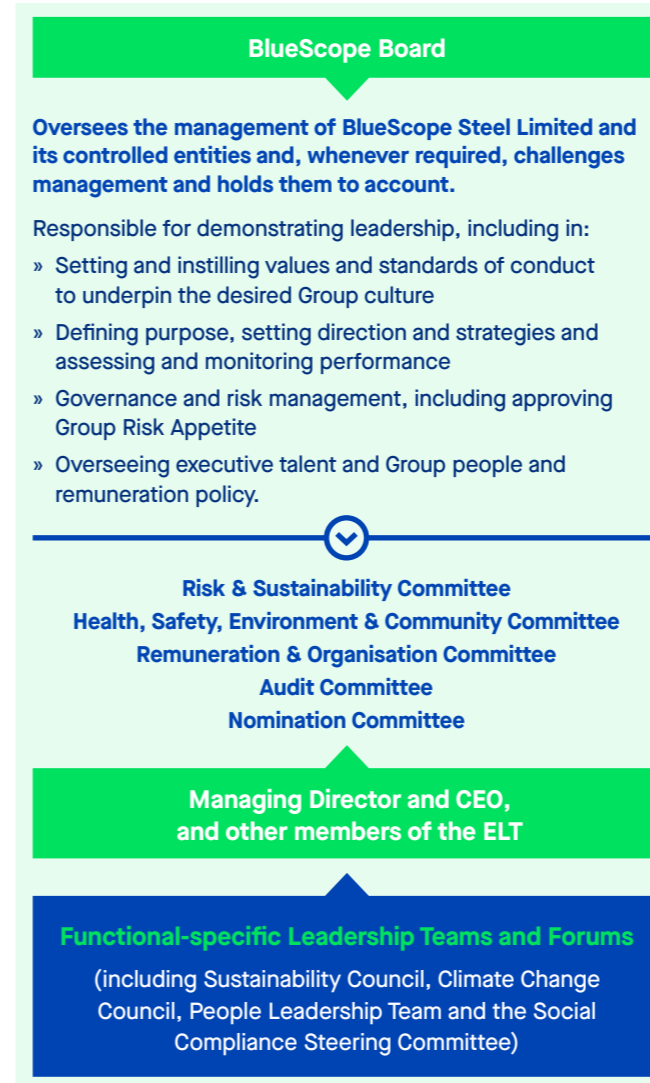 BlueScope Board
Oversees the management of BlueScope Steel Limited and
its controlled entities and, whenever required, challenges
management and holds them to account.
Responsible for demonstrating leadership, including in:
» Setting and instilling values and standards of conduct
to underpin the desired Group culture
» Defining purpose, setting direction and strategies and
assessing and monitoring performance
» Governance and risk management, including approving
Group Risk Appetite
» Overseeing executive talent and Group people and
remuneration policy.
Risk & Sustainability Committee
Health, Safety, Environment & Community Committee
Remuneration & Organisation Committee
Audit Committee
Nomination Committee
Managing Director and CEO,
and other members of the ELT
Functional-specific Leadership Teams and Forums
(including Sustainability Council, Climate Change
Council, People Leadership Team and the Social
Compliance Steering Committee)